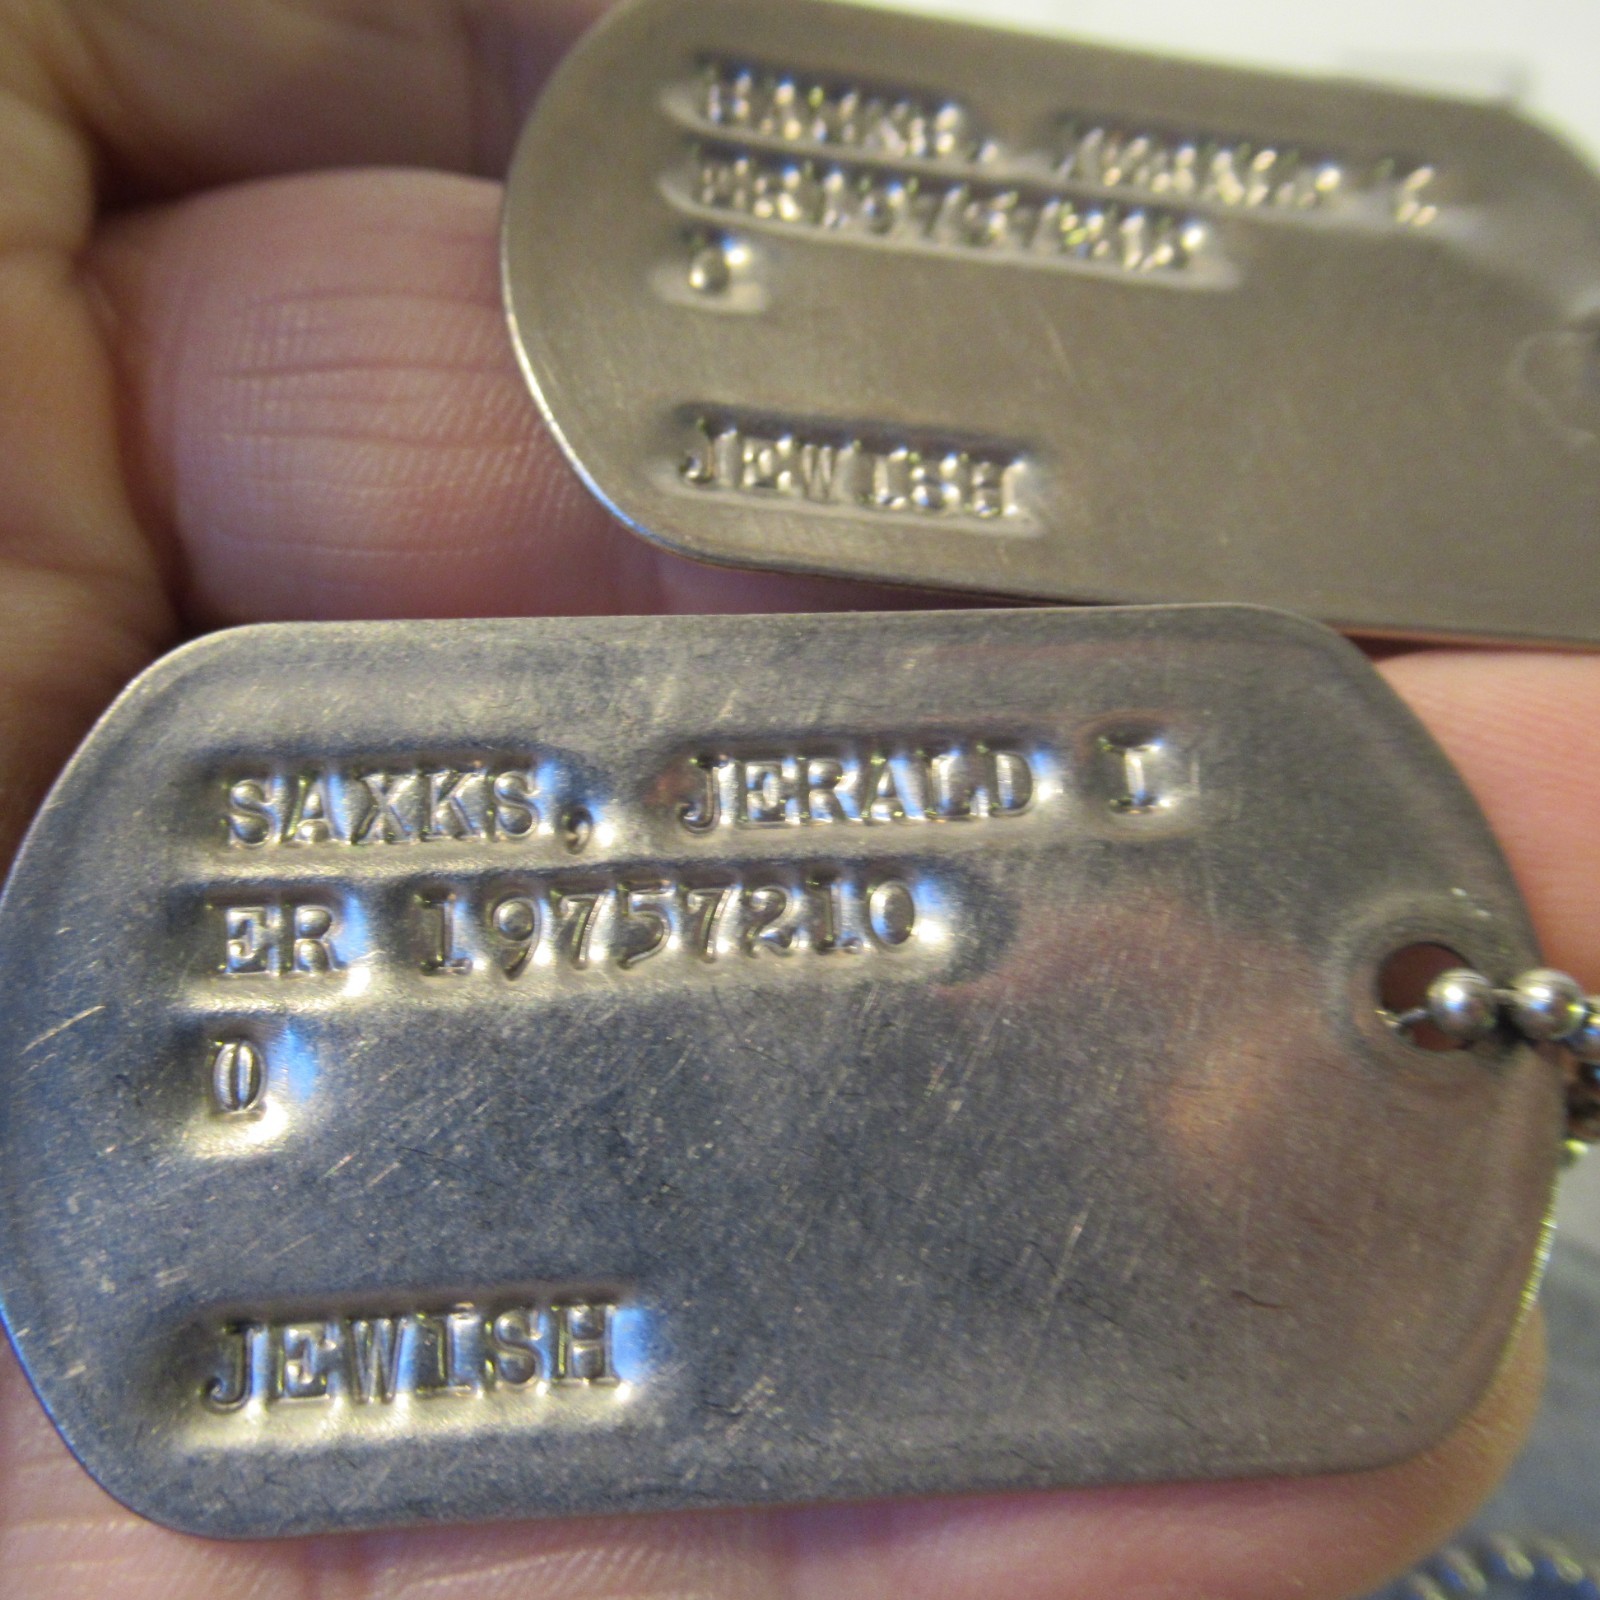 O
JEWISH
SAXKS, JERALD I
ER 19757210
O
JEWISH